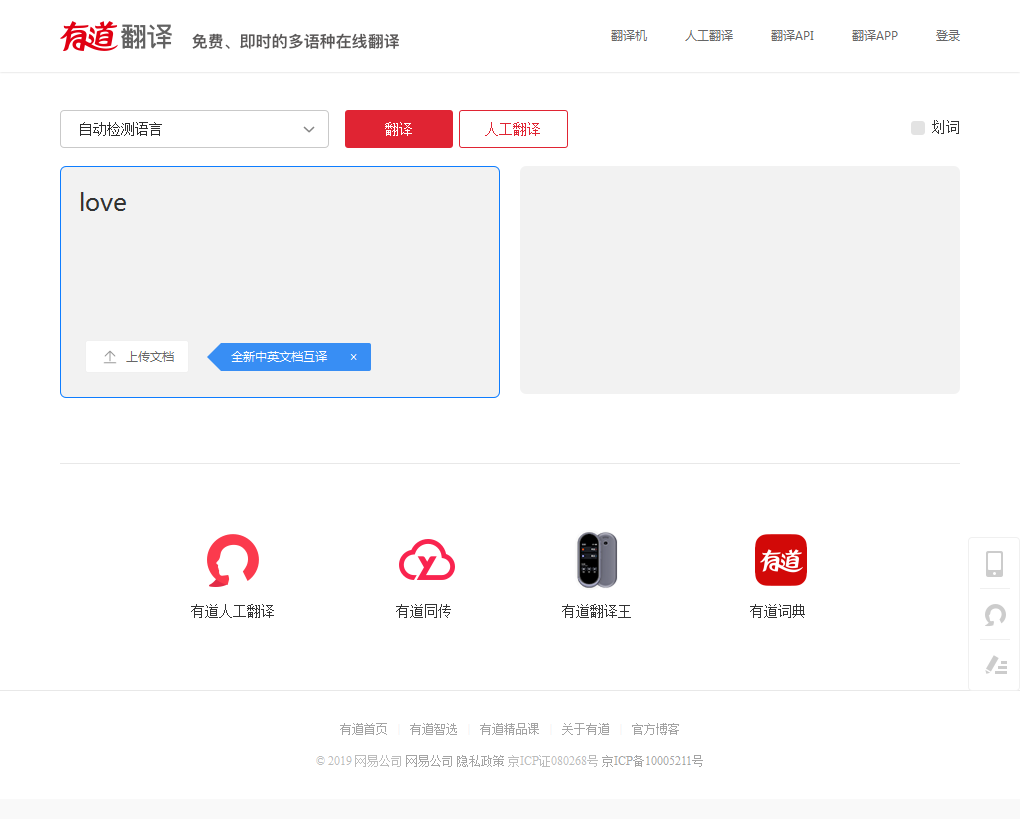 有道翻译 免费、即时的多语种在线翻译 翻译机 人工翻译 翻译API 翻译APP 登录
自动检测语言 翻译 人工翻译 划词
love
上传文档 全新中英文档互译 ×
有道
有道人工翻译 有道同传 有道翻译王 有道词典
有道首页 有道智选 有道精品课 关于有道 官方博客
© 2019 网易公司 网易公司 隐私政策 京ICP证080268号 京ICP备10005211号